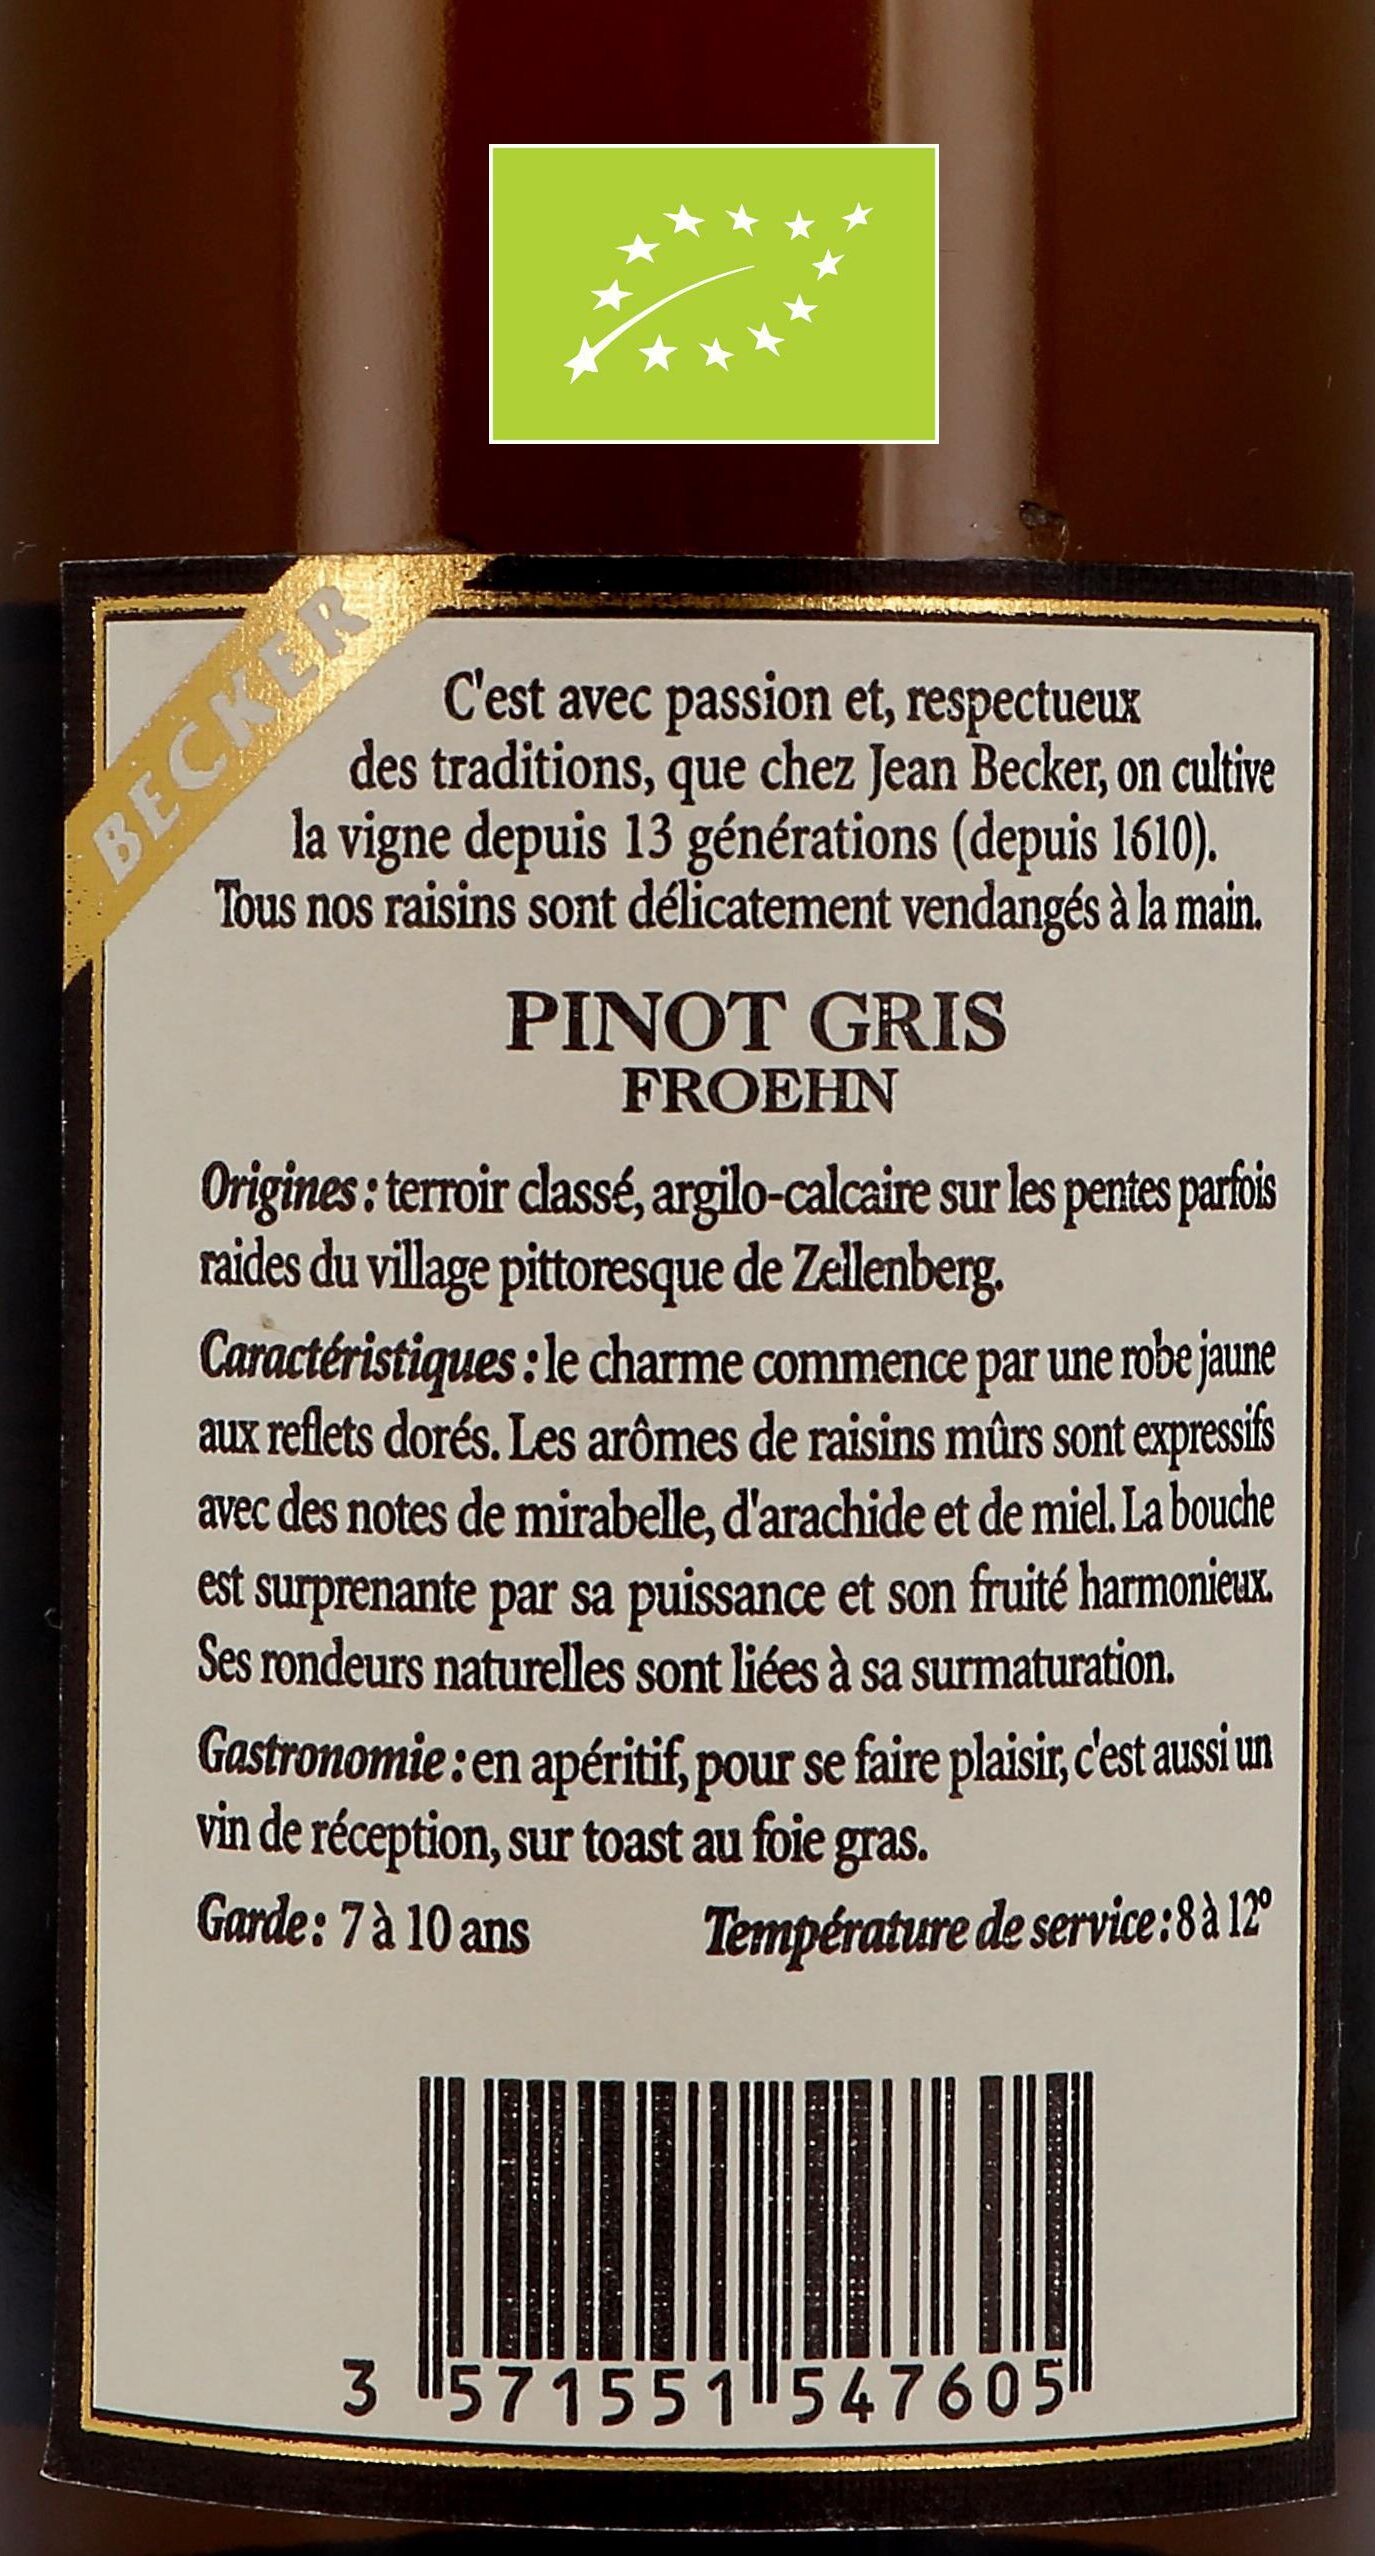 BECKER
C'est avec passion et, respectueux
des traditions, que chez Jean Becker, on cultive
la vigne depuis 13 générations (depuis 1610).
Tous nos raisins sont délicatement vendangés à la main.
PINOT GRIS
FROEHN
Origines : terroir classé, argilo-calcaire sur les pentes parfois
raides du village pittoresque de Zellenberg.
Caractéristiques : le charme commence par une robe jaune
aux reflets dorés. Les arômes de raisins mûrs sont expressifs
avec des notes de mirabelle, d'arachide et de miel. La bouche
est surprenante par sa puissance et son fruité harmonieux.
Ses rondeurs naturelles sont liées à sa surmaturation.
Gastronomie : en apéritif, pour se faire plaisir, c'est aussi un
vin de réception, sur toast au foie gras.
Garde : 7 à 10 ans Température de service : 8 à 12°
3 571551 547605